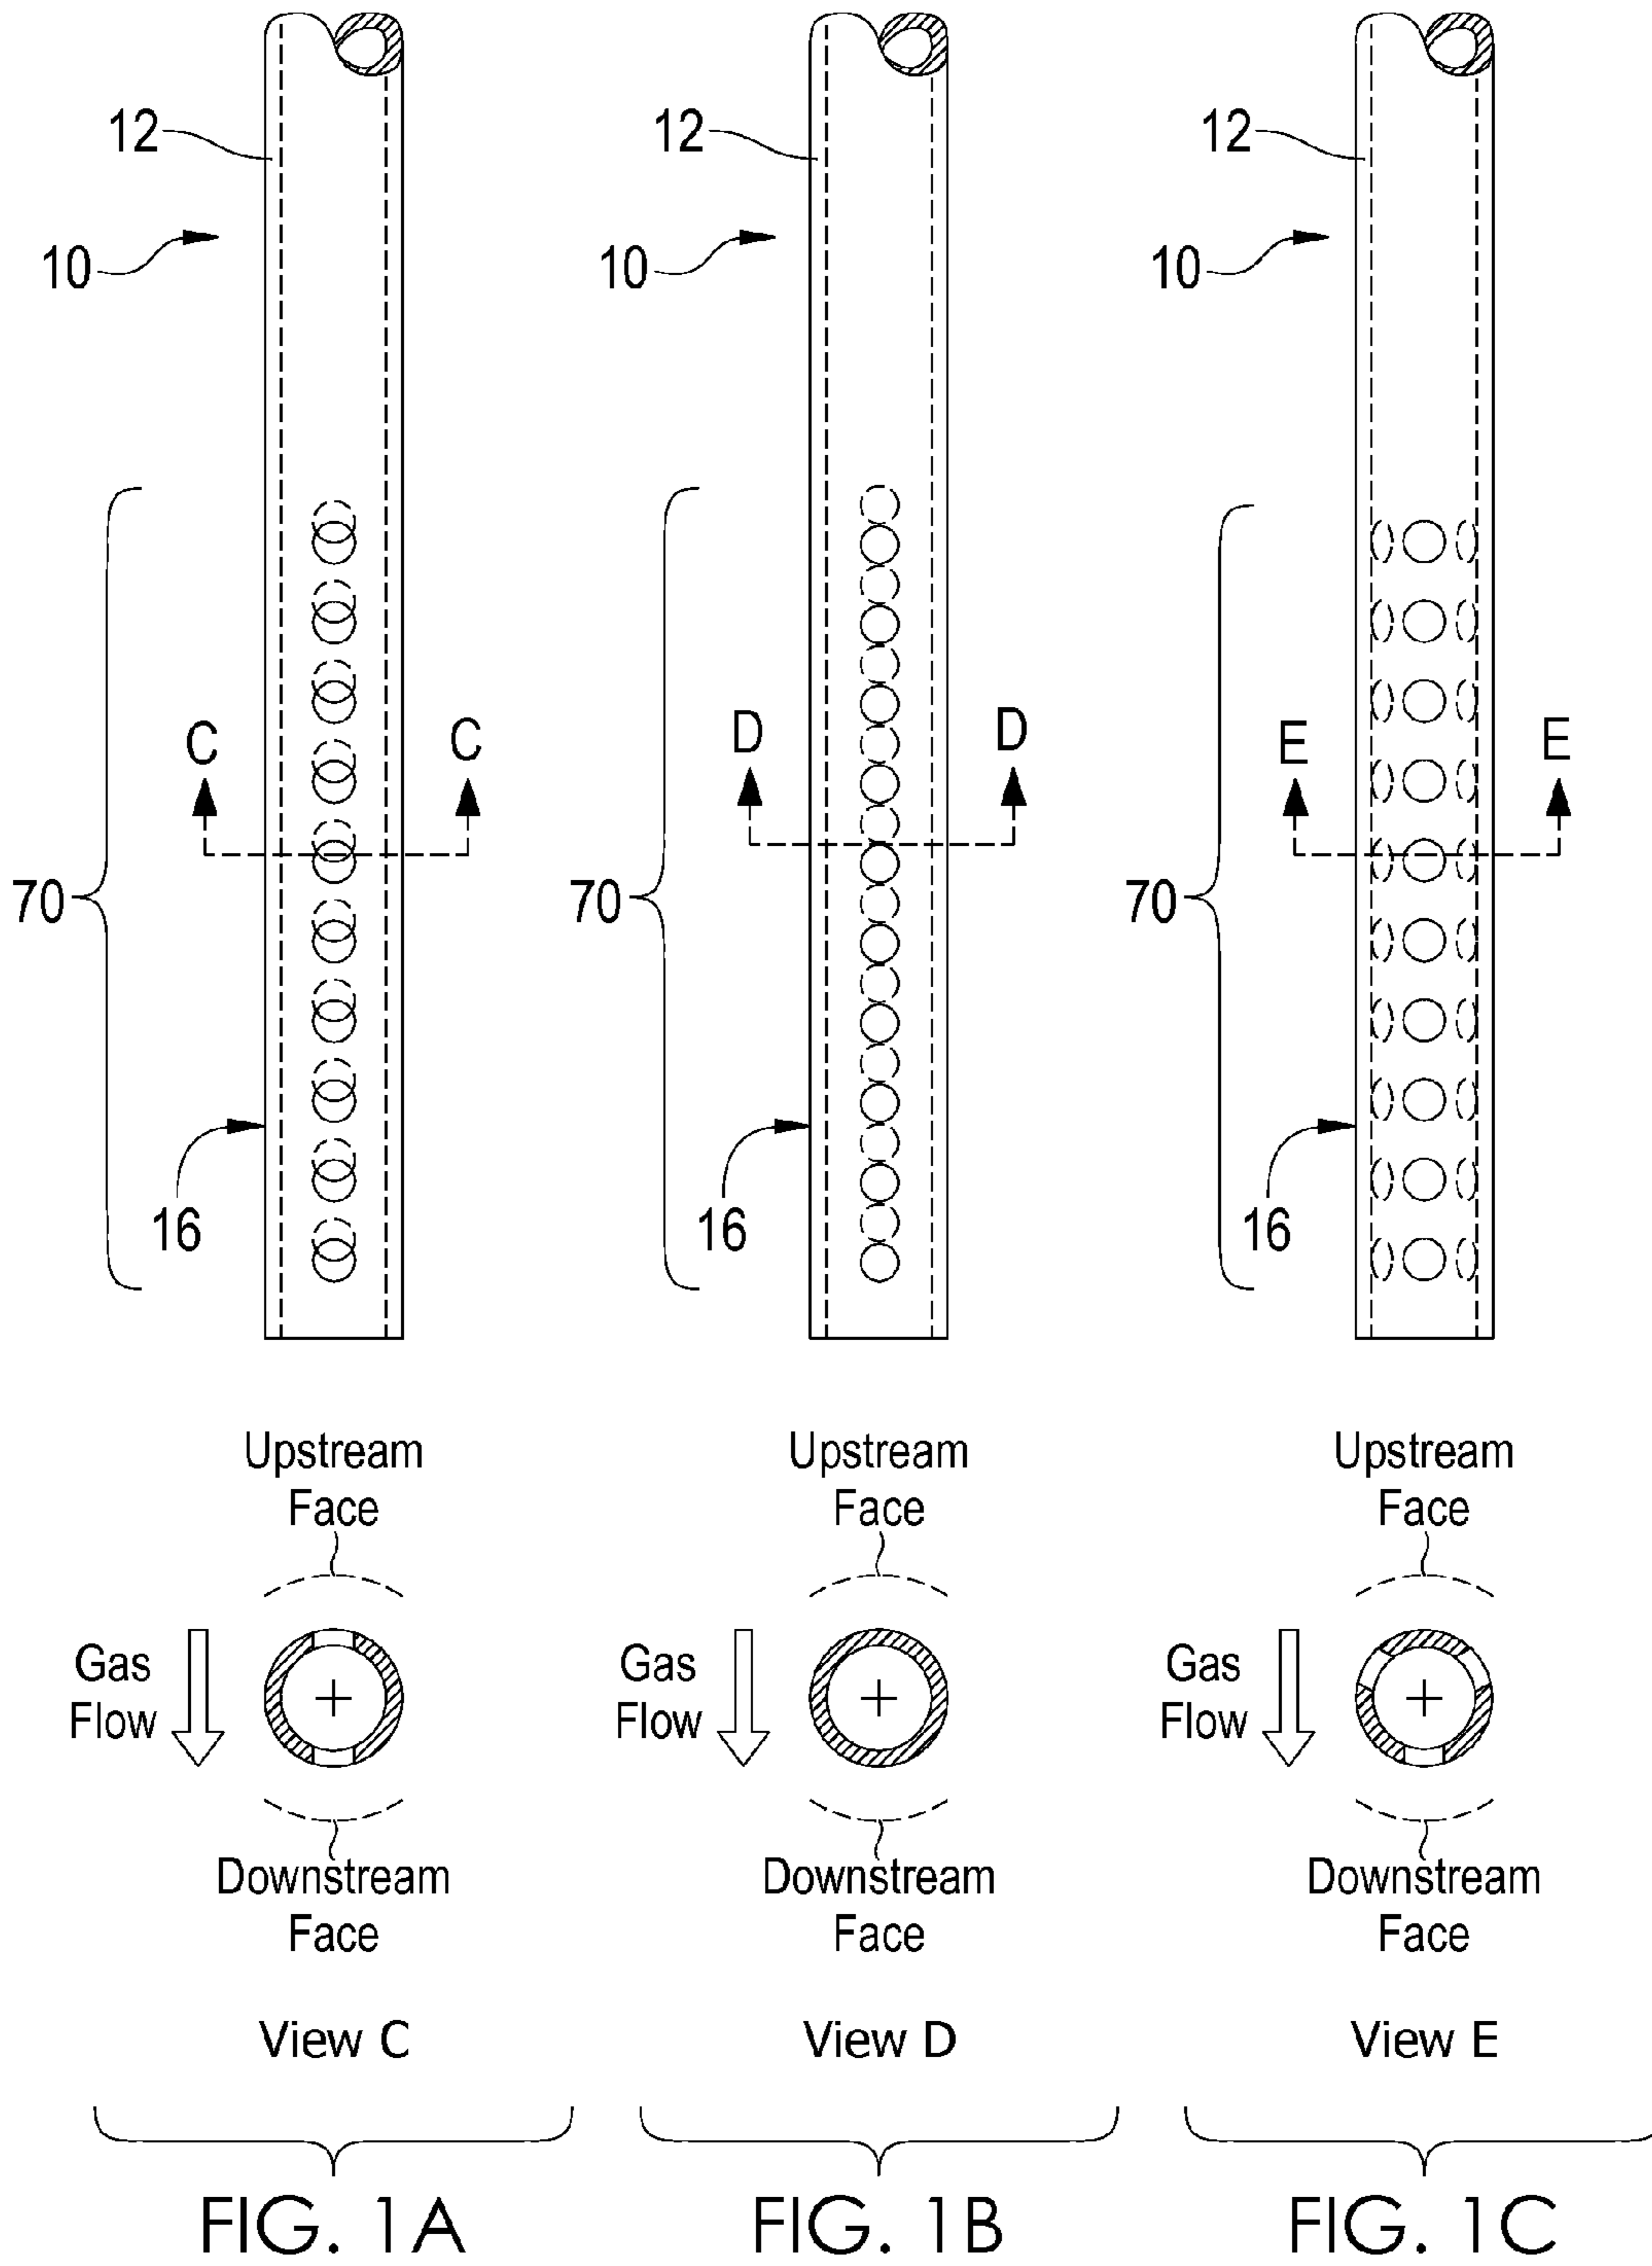 12
12
12
10
10
10
C
C
D
D
E
E
70
70
70
16
16
16
Upstream
Face
Upstream
Face
Upstream
Face
Gas
Flow
Gas
Flow
Gas
Flow
Downstream
Face
Downstream
Face
Downstream
Face
View C
View D
View E
FIG. 1A
FIG. 1B
FIG. 1C